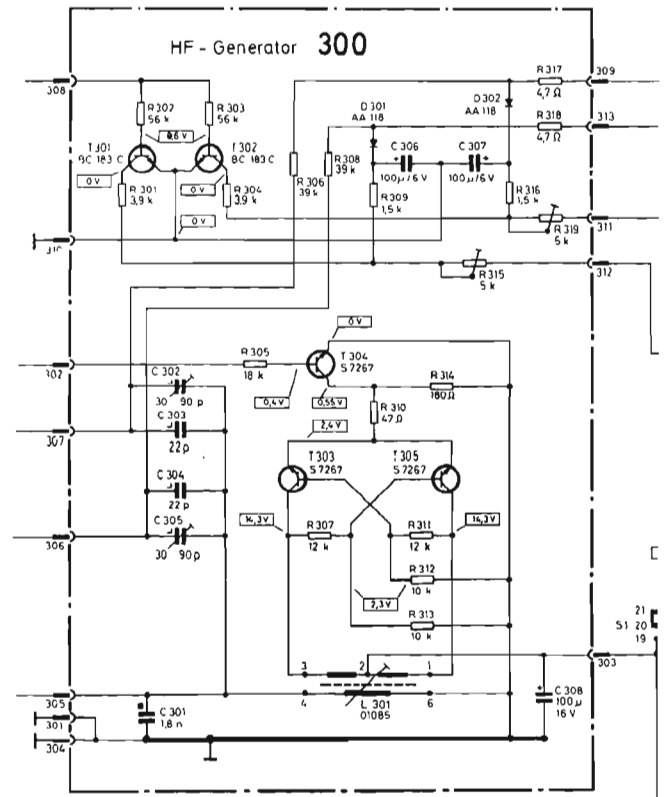 HF - Generator 300
308
R 302
56 k
R 303
56 k
0,6 V
T 301
BC 183 C
T 302
BC 183 C
0 V
0 V
0 V
R 301
3,9 k
R 304
3,9 k
R 306
39 k
R 308
39 k
D 301
AA 118
D 302
AA 118
R 317
4,7 Ω
309
R 318
4,7 Ω
313
C 306
100 µ/6 V
C 307
100 µ/6 V
R 309
1,5 k
R 316
1,5 k
R 319
5 k
311
R 315
5 k
312
310
302
R 305
18 k
0 V
T 304
S 7267
0,4 V
0,55 V
R 314
180 Ω
R 310
47 Ω
2,4 V
C 302
30 90 p
C 303
22 p
307
C 304
22 p
C 305
30 90 p
306
T 303
S 7267
T 305
S 7267
14,3 V
R 307
12 k
R 311
12 k
14,3 V
R 312
10 k
2,3 V
R 313
10 k
3 2 1
4 6
L 301
01085
303
C 308
100 µ
16 V
305
301
304
C 301
1,8 n
21
S1 20
19